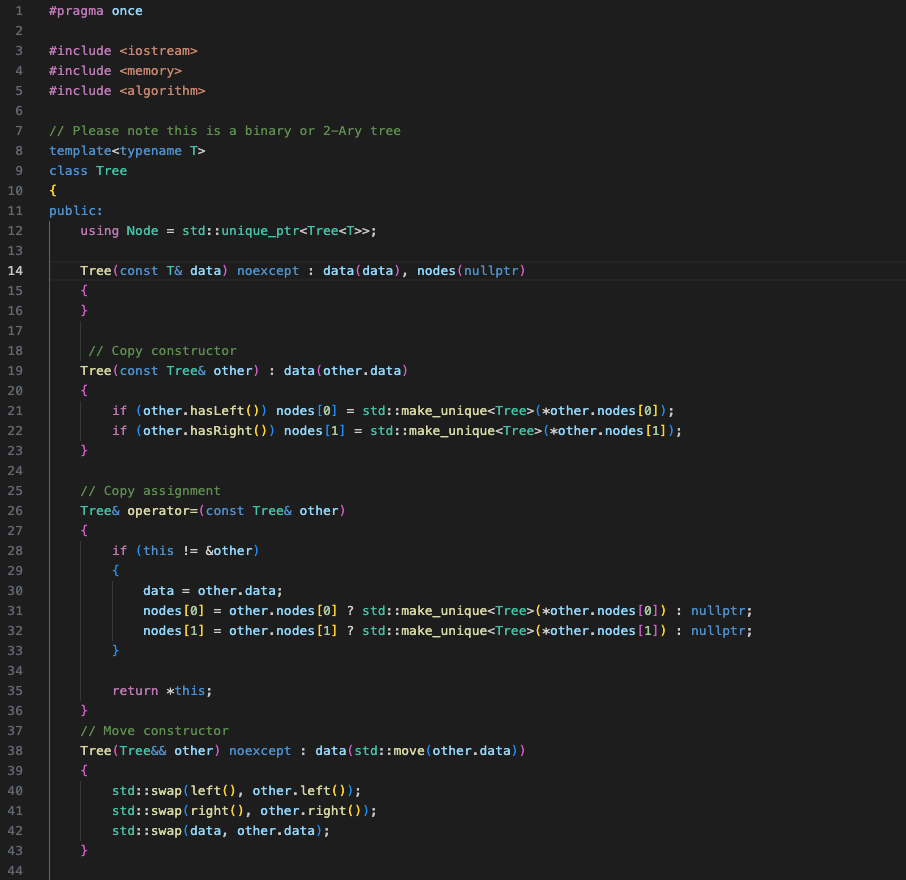 1 #pragma once
2
3 #include <iostream>
4 #include <memory>
5 #include <algorithm>
6
7 // Please note this is a binary or 2-Ary tree
8 template<typename T>
9 class Tree
10 {
11 public:
12     using Node = std::unique_ptr<Tree<T>>;
13
14     Tree(const T& data) noexcept : data(data), nodes(nullptr)
15     {
16     }
17
18      // Copy constructor
19     Tree(const Tree& other) : data(other.data)
20     {
21         if (other.hasLeft()) nodes[0] = std::make_unique<Tree>(*other.nodes[0]);
22         if (other.hasRight()) nodes[1] = std::make_unique<Tree>(*other.nodes[1]);
23     }
24
25     // Copy assignment
26     Tree& operator=(const Tree& other)
27     {
28         if (this != &other)
29         {
30             data = other.data;
31             nodes[0] = other.nodes[0] ? std::make_unique<Tree>(*other.nodes[0]) : nullptr;
32             nodes[1] = other.nodes[1] ? std::make_unique<Tree>(*other.nodes[1]) : nullptr;
33         }
34
35         return *this;
36     }
37     // Move constructor
38     Tree(Tree&& other) noexcept : data(std::move(other.data))
39     {
40         std::swap(left(), other.left());
41         std::swap(right(), other.right());
42         std::swap(data, other.data);
43     }
44